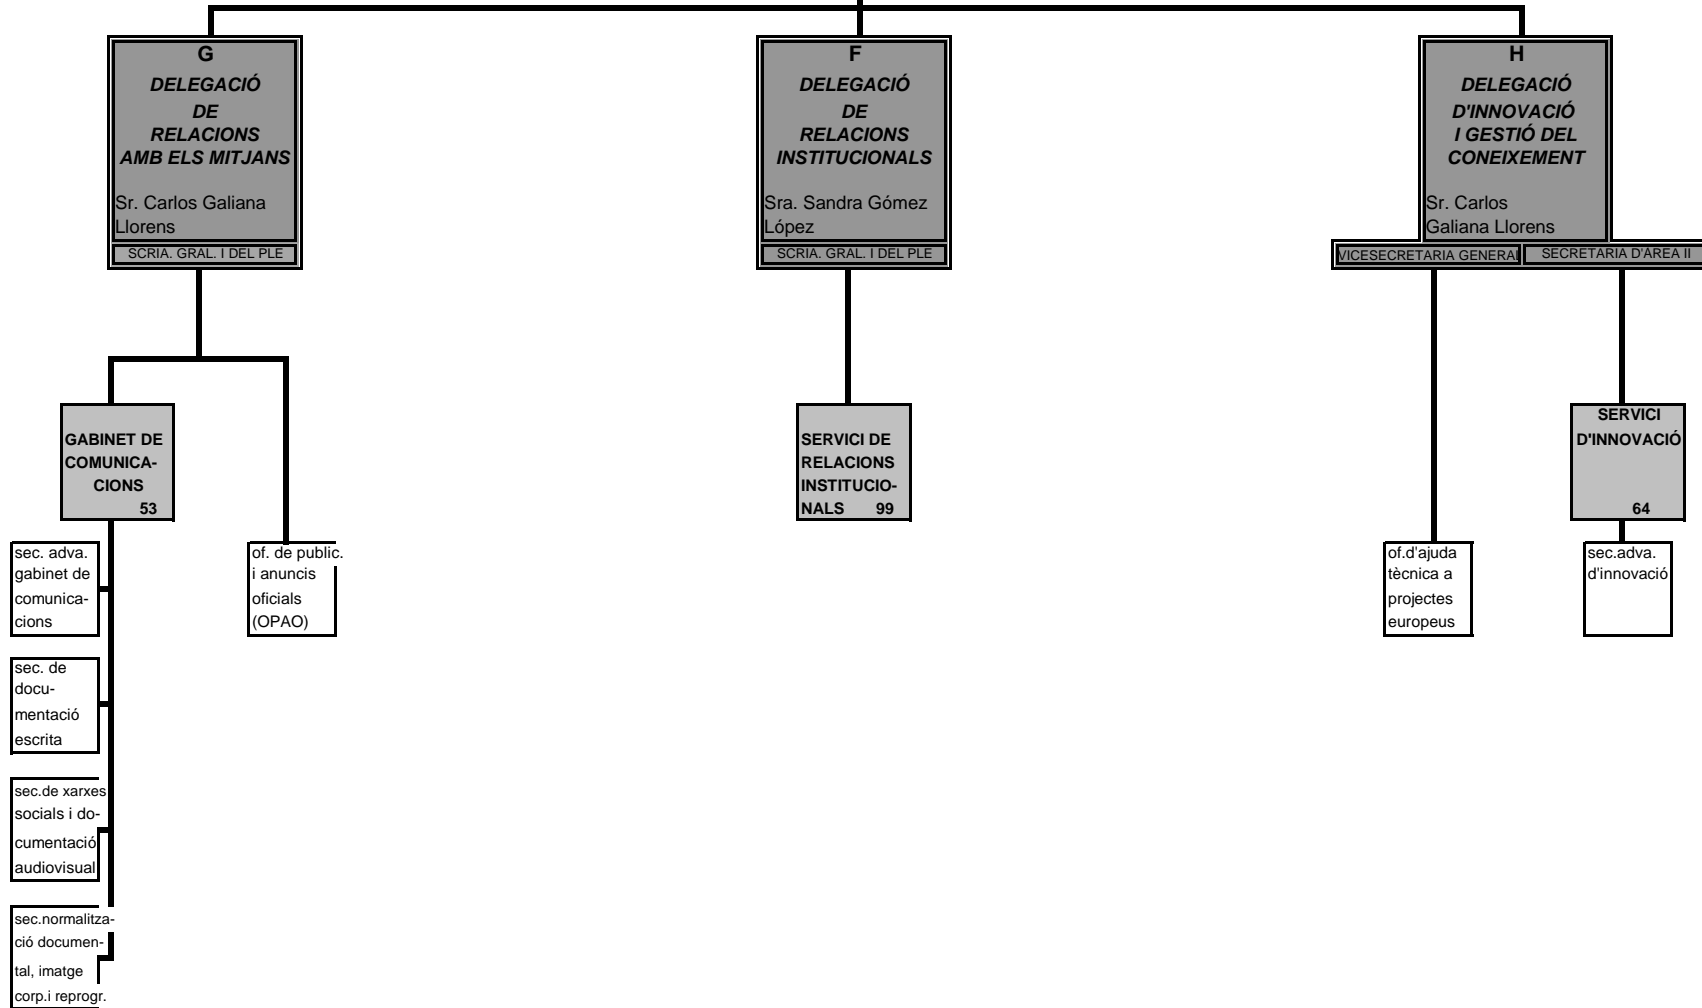 G
DELEGACIÓ
DE
RELACIONS
AMB ELS MITJANS
Sr. Carlos Galiana
Llorens
SCRIA. GRAL. I DEL PLE
F
DELEGACIÓ
DE
RELACIONS
INSTITUCIONALS
Sra. Sandra Gómez
López
SCRIA. GRAL. I DEL PLE
H
DELEGACIÓ
D'INNOVACIÓ
I GESTIÓ DEL
CONEIXEMENT
Sr. Carlos
Galiana Llorens
VICESECRETARIA GENERAL
SECRETARIA D'ÀREA II
GABINET DE
COMUNICA-
CIONS
53
sec. adva.
gabinet de
comunica-
cions
sec. de
docu-
mentació
escrita
sec.de xarxes
socials i do-
cumentació
audiovisual
sec.normalitza-
ció documen-
tal, imatge
corp.i reprogr.
of. de public.
i anuncis
oficials
(OPAO)
SERVICI DE
RELACIONS
INSTITUCIO-
NALS 99
of.d'ajuda
tècnica a
projectes
europeus
SERVICI
D'INNOVACIÓ
64
sec.adva.
d'innovació